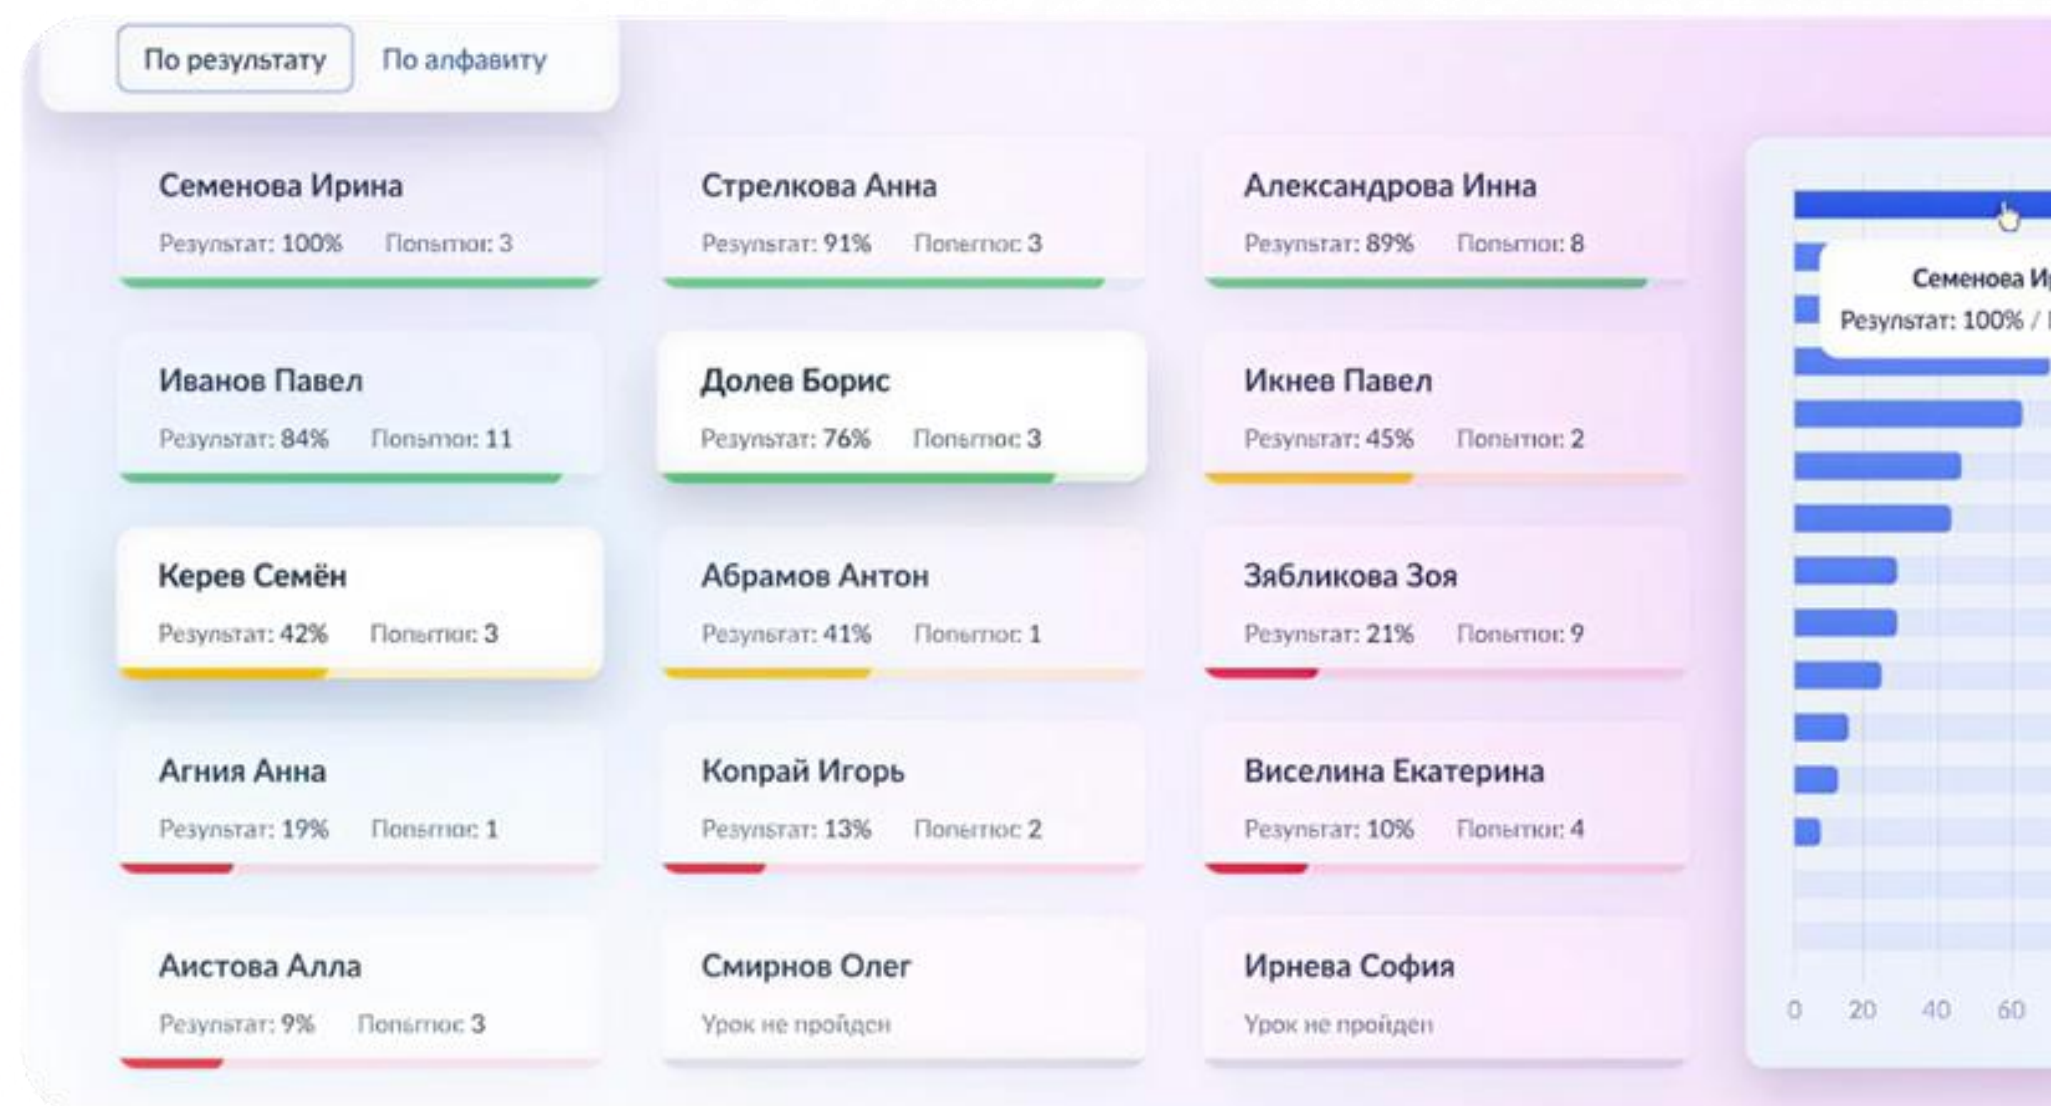 По результату По алфавиту
Семенова Ирина
Результат: 100% Попыток: 3
Стрелкова Анна
Результат: 91% Попыток: 3
Александрова Инна
Результат: 89% Попыток: 8
Иванов Павел
Результат: 84% Попыток: 11
Долев Борис
Результат: 76% Попыток: 3
Икнев Павел
Результат: 45% Попыток: 2
Керев Семён
Результат: 42% Попыток: 3
Абрамов Антон
Результат: 41% Попыток: 1
Зябликова Зоя
Результат: 21% Попыток: 9
Агния Анна
Результат: 19% Попыток: 1
Копрай Игорь
Результат: 13% Попыток: 2
Виселина Екатерина
Результат: 10% Попыток: 4
Аистова Алла
Результат: 9% Попыток: 3
Смирнов Олег
Урок не пройден
Ирнева София
Урок не пройден
Семенова Ир
Результат: 100% /
0 20 40 60